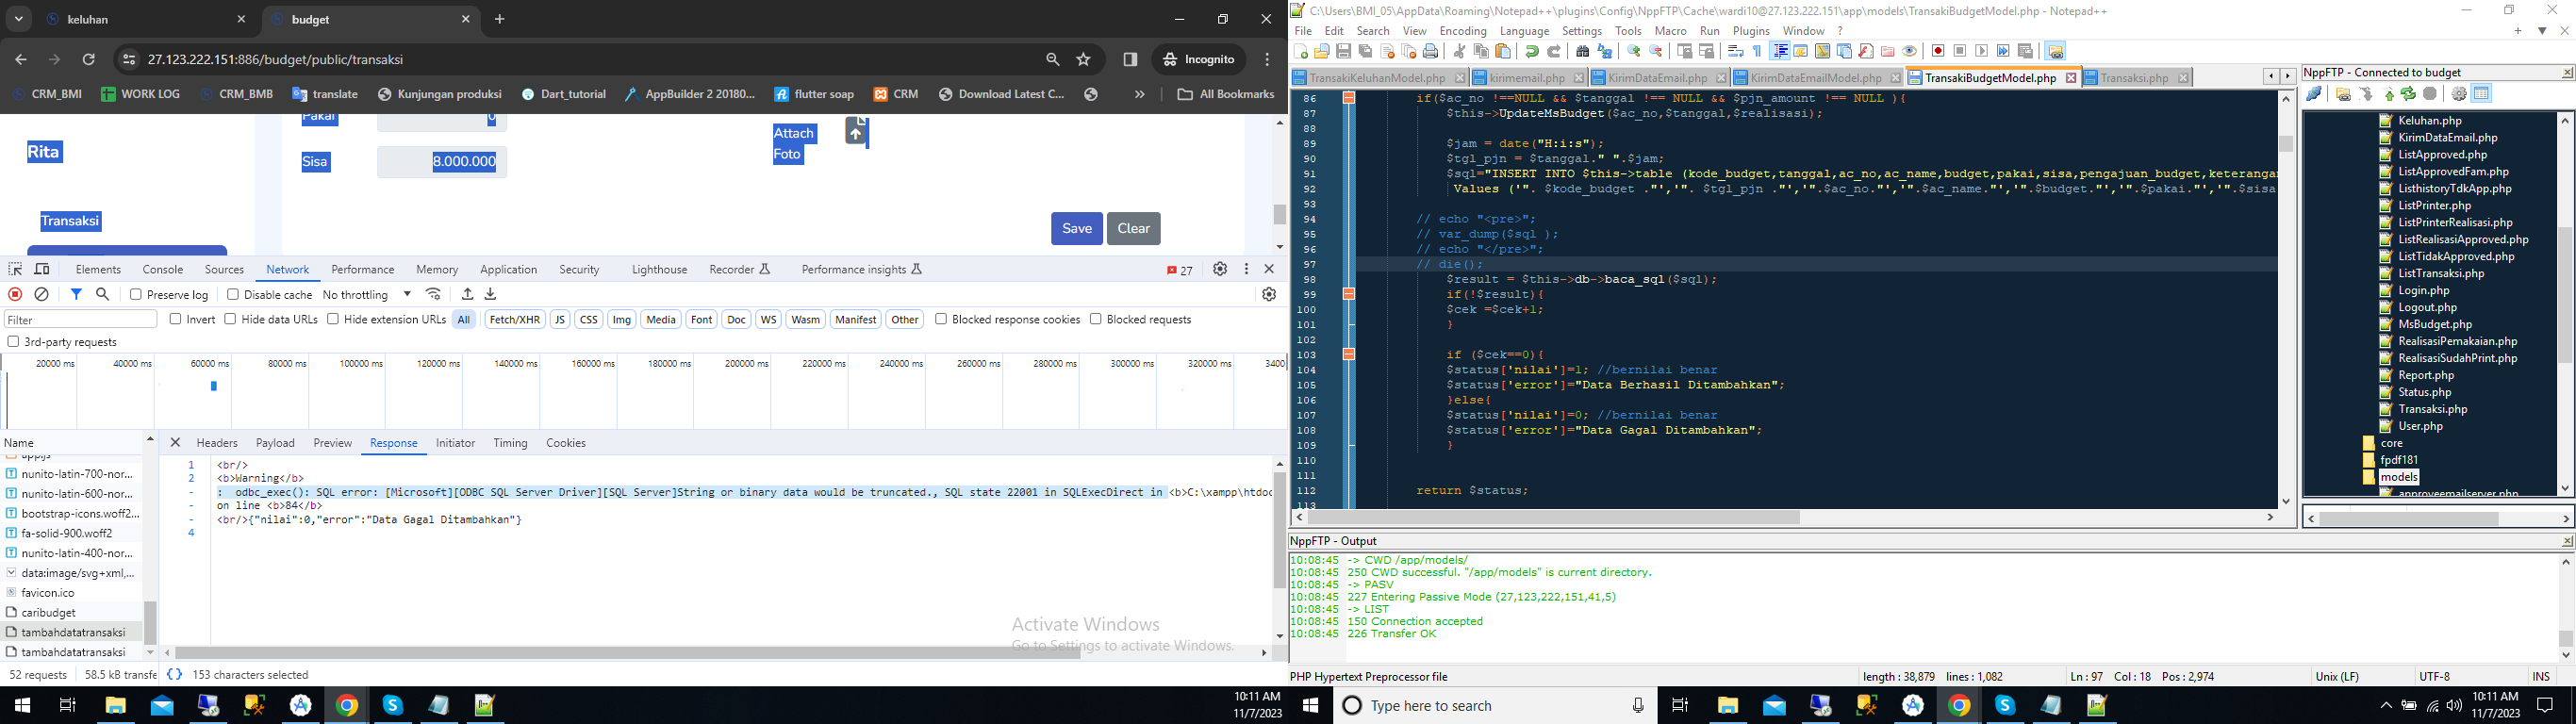 keluhan
budget
27.123.222.151:886/budget/public/transaksi
Incognito
CRM_BMI
WORK LOG
CRM_BMB
translate
Kunjungan produksi
Dart_tutorial
AppBuilder 2 20180...
flutter soap
CRM
Download Latest C...
»
All Bookmarks
Rita
Transaksi
Pakai
0
Sisa
8.000.000
Attach
Foto
Save
Clear
Elements
Console
Sources
Network
Performance
Memory
Application
Security
Lighthouse
Recorder
Performance insights
27
Preserve log
Disable cache
No throttling
Filter
Invert
Hide data URLs
Hide extension URLs
All
Fetch/XHR
JS
CSS
Img
Media
Font
Doc
WS
Wasm
Manifest
Other
Blocked response cookies
Blocked requests
3rd-party requests
20000 ms
40000 ms
60000 ms
80000 ms
100000 ms
120000 ms
140000 ms
160000 ms
180000 ms
200000 ms
220000 ms
240000 ms
260000 ms
280000 ms
300000 ms
320000 ms
3400
Name
app.js
nunito-latin-700-nor...
nunito-latin-600-nor...
bootstrap-icons.woff2...
fa-solid-900.woff2
nunito-latin-400-nor...
data:image/svg+xml,...
favicon.ico
caribudget
tambahdatatransaksi
tambahdatatransaksi
52 requests
58.5 kB transfe
Headers
Payload
Preview
Response
Initiator
Timing
Cookies
1 <br/>
2 <b>Warning</b>
- : odbc_exec(): SQL error: [Microsoft][ODBC SQL Server Driver][SQL Server]String or binary data would be truncated., SQL state 22001 in SQLExecDirect in <b>C:\xampp\htdoc
- on line <b>84</b>
- <br/>{"nilai":0,"error":"Data Gagal Ditambahkan"}
4
Activate Windows
Go to Settings to activate Windows.
{} 153 characters selected
10:11 AM
11/7/2023
C:\Users\BMI_05\AppData\Roaming\Notepad++\plugins\Config\NppFTP\Cache\wardi10@27.123.222.151\app\models\TransaksiBudgetModel.php - Notepad++
File Edit Search View Encoding Language Settings Tools Macro Run Plugins Window ?
TransaksiKeluhanModel.php
kirimemail.php
KirimDataEmail.php
KirimDataEmailModel.php
TransakiBudgetModel.php
Transaksi.php
86 if($ac_no !==NULL && $tanggal !== NULL && $pjn_amount !== NULL ){
87 $this->UpdateMsBudget($ac_no,$tanggal,$realisasi);
88
89 $jam = date("H:i:s");
90 $tgl_pjn = $tanggal." ".$jam;
91 $sql="INSERT INTO $this->table (kode_budget,tanggal,ac_no,ac_name,budget,pakai,sisa,pengajuan_budget,keterangan
92 Values ('". $kode_budget ."','". $tgl_pjn ."','".$ac_no."','".$ac_name."','".$budget."','".$pakai."','".$sisa
93
94 // echo "<pre>";
95 // var_dump($sql );
96 // echo "</pre>";
97 // die();
98 $result = $this->db->baca_sql($sql);
99 if(!$result){
100 $cek =$cek+1;
101 }
102
103 if ($cek==0){
104 $status['nilai']=1; //bernilai benar
105 $status['error']="Data Berhasil Ditambahkan";
106 }else{
107 $status['nilai']=0; //bernilai benar
108 $status['error']="Data Gagal Ditambahkan";
109 }
110
111
112 return $status;
113
NppFTP - Connected to budget
Keluhan.php
KirimDataEmail.php
ListApproved.php
ListApprovedFam.php
ListhistoryTdkApp.php
ListPrinter.php
ListPrinterRealisasi.php
ListRealisasiApproved.php
ListTidakApproved.php
ListTransaksi.php
Login.php
Logout.php
MsBudget.php
RealisasiPemakaian.php
RealisasiSudahPrint.php
Report.php
Status.php
Transaksi.php
User.php
core
fpdf181
models
approveemailserver.php
NppFTP - Output
10:08:45 -> CWD /app/models/
10:08:45 250 CWD successful. "/app/models" is current directory.
10:08:45 -> PASV
10:08:45 227 Entering Passive Mode (27,123,222,151,41,5)
10:08:45 -> LIST
10:08:45 150 Connection accepted
10:08:45 226 Transfer OK
PHP Hypertext Preprocessor file
length : 38,879 lines : 1,082
Ln : 97 Col : 18 Pos : 2,974
Unix (LF)
UTF-8
INS
Type here to search
10:11 AM
11/7/2023